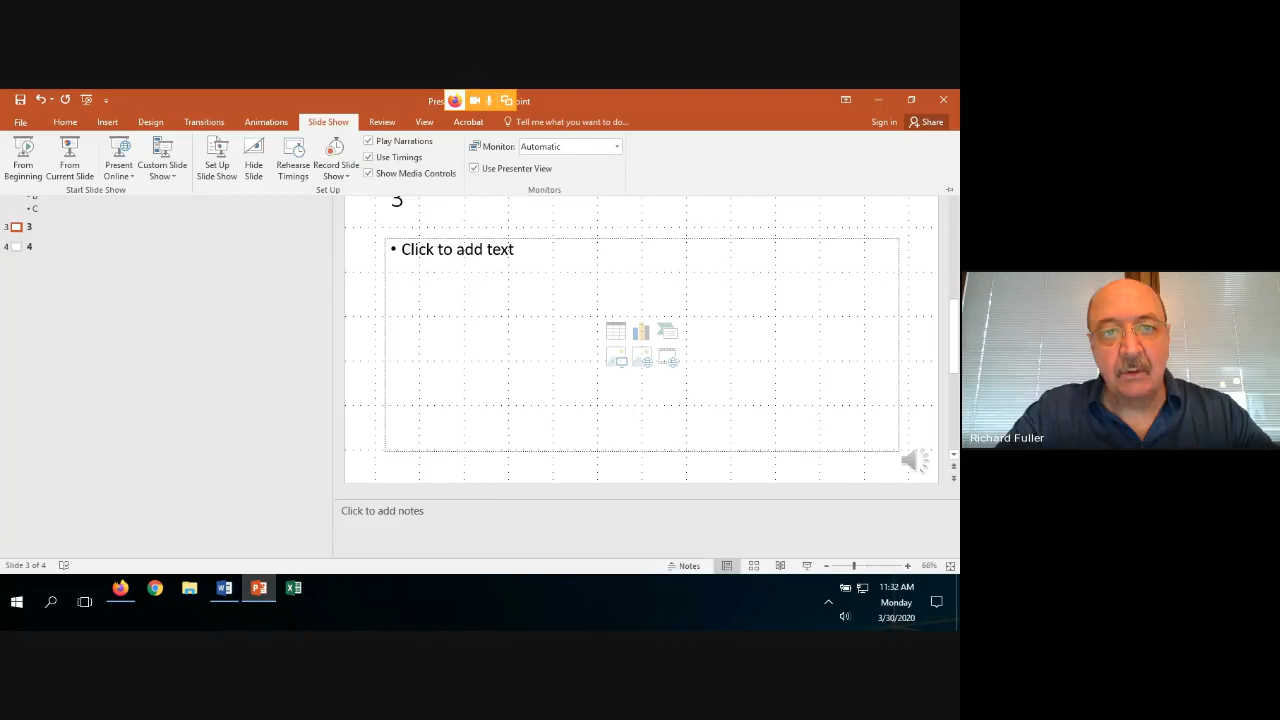 Pres
oint
File
Home
Insert
Design
Transitions
Animations
Slide Show
Review
View
Acrobat
Tell me what you want to do...
Sign in
Share
From Beginning
From Current Slide
Present Online
Custom Slide Show
Start Slide Show
Set Up Slide Show
Hide Slide
Rehearse Timings
Record Slide Show
Play Narrations
Use Timings
Show Media Controls
Set Up
Monitor:
Automatic
Use Presenter View
Monitors
• C
3 3
4 4
3
• Click to add text
Click to add notes
Richard Fuller
Slide 3 of 4
Notes
66%
11:32 AM
Monday
3/30/2020